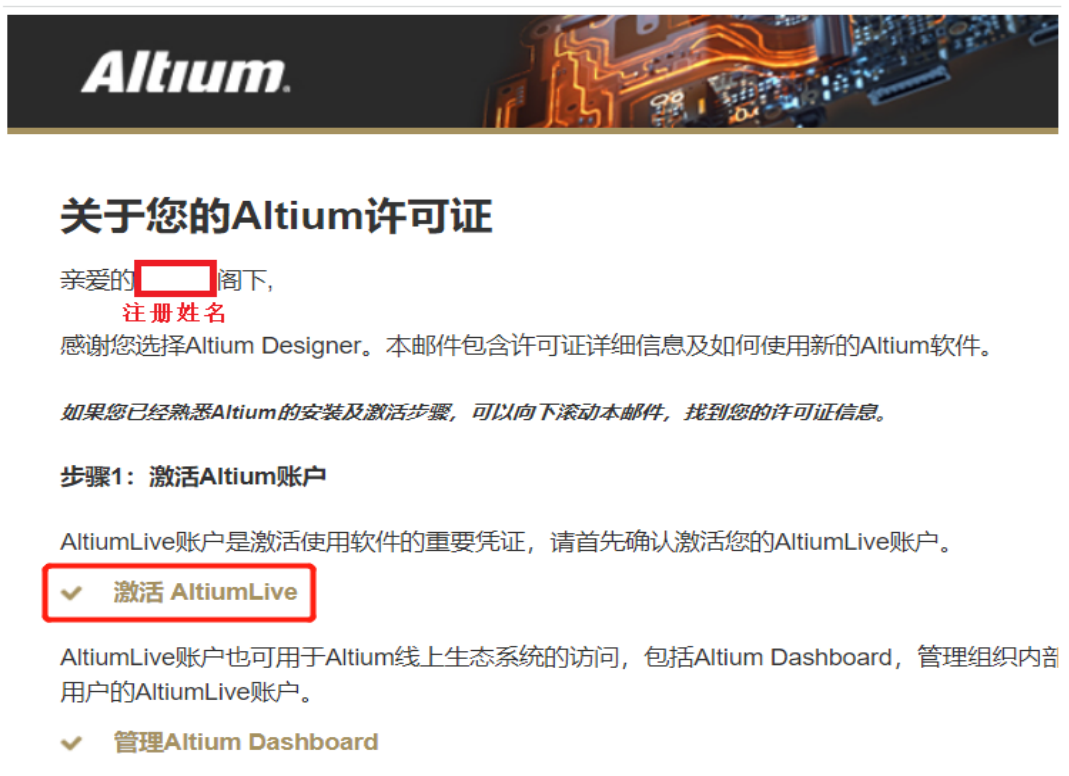 Altium.
关于您的Altium许可证
亲爱的 阁下,
注册姓名
感谢您选择Altium Designer。本邮件包含许可证详细信息及如何使用新的Altium软件。
如果您已经熟悉Altium的安装及激活步骤，可以向下滚动本邮件，找到您的许可证信息。
步骤1：激活Altium账户
AltiumLive账户是激活使用软件的重要凭证，请首先确认激活您的AltiumLive账户。
激活 AltiumLive
AltiumLive账户也可用于Altium线上生态系统的访问，包括Altium Dashboard，管理组织内部
用户的AltiumLive账户。
管理Altium Dashboard